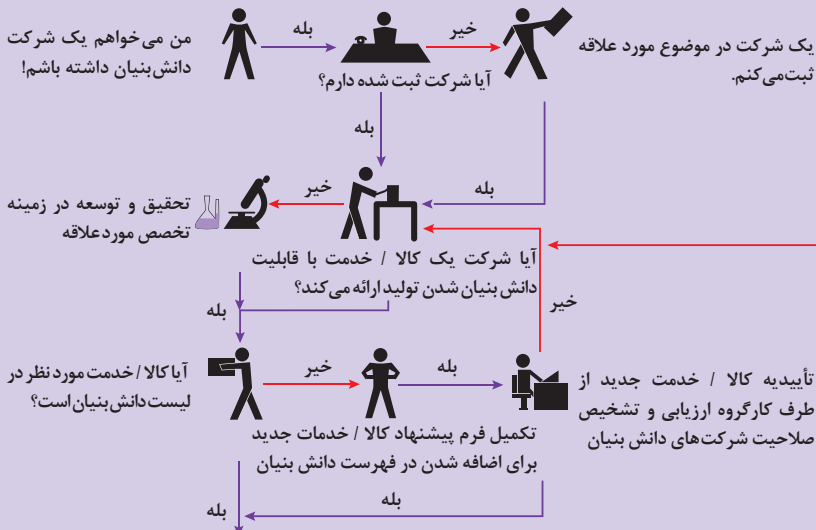 من می‌خواهم یک شرکت
دانش‌بنیان داشته باشم!
بله
آیا شرکت ثبت شده دارم؟
خیر
یک شرکت در موضوع مورد علاقه
ثبت‌می‌کنم.
بله
بله
خیر
تحقیق و توسعه در زمینه
تخصص مورد علاقه
آیا شرکت یک کالا / خدمت با قابلیت
دانش بنیان شدن تولید ارائه می‌کند؟
خیر
بله
آیا کالا / خدمت مورد نظر در
لیست دانش‌بنیان است؟
خیر
تکمیل فرم پیشنهاد کالا / خدمات جدید
برای اضافه شدن در فهرست دانش بنیان
بله
تأییدیه کالا / خدمت جدید از
طرف کارگروه ارزیابی و تشخیص
صلاحیت شرکت‌های دانش بنیان
بله
بله